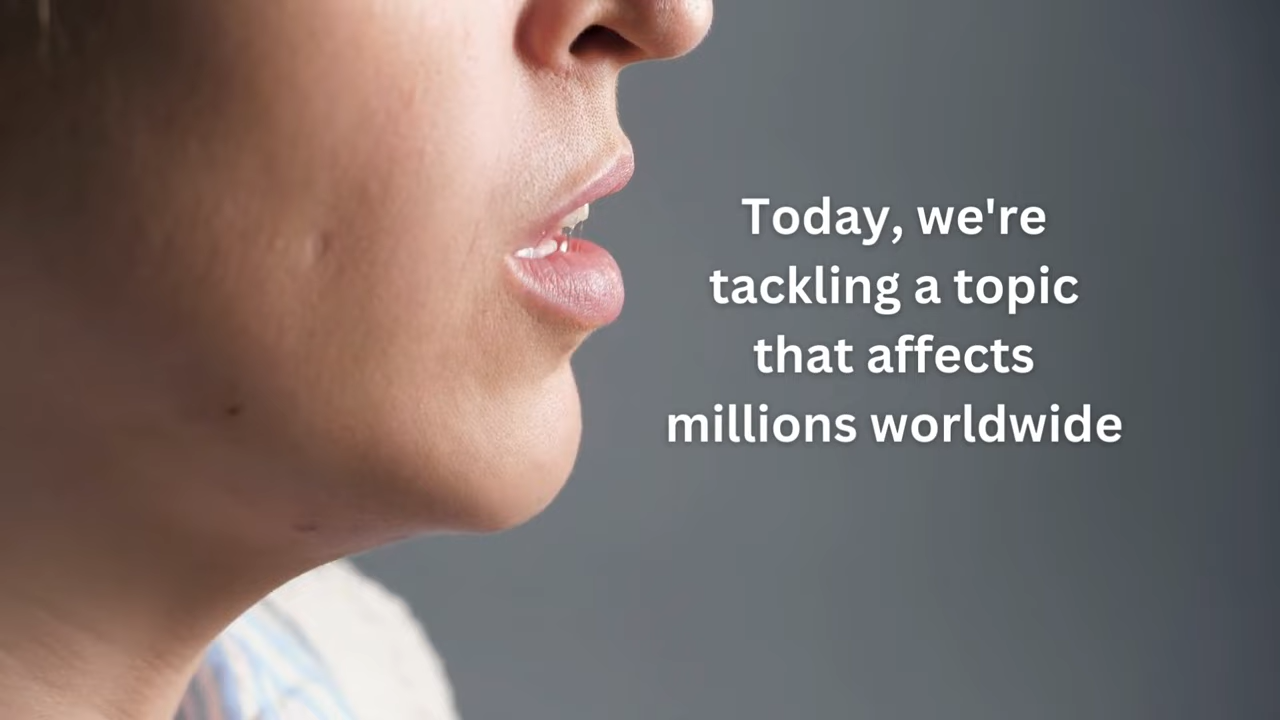 Today, we're
tackling a topic
that affects
millions worldwide